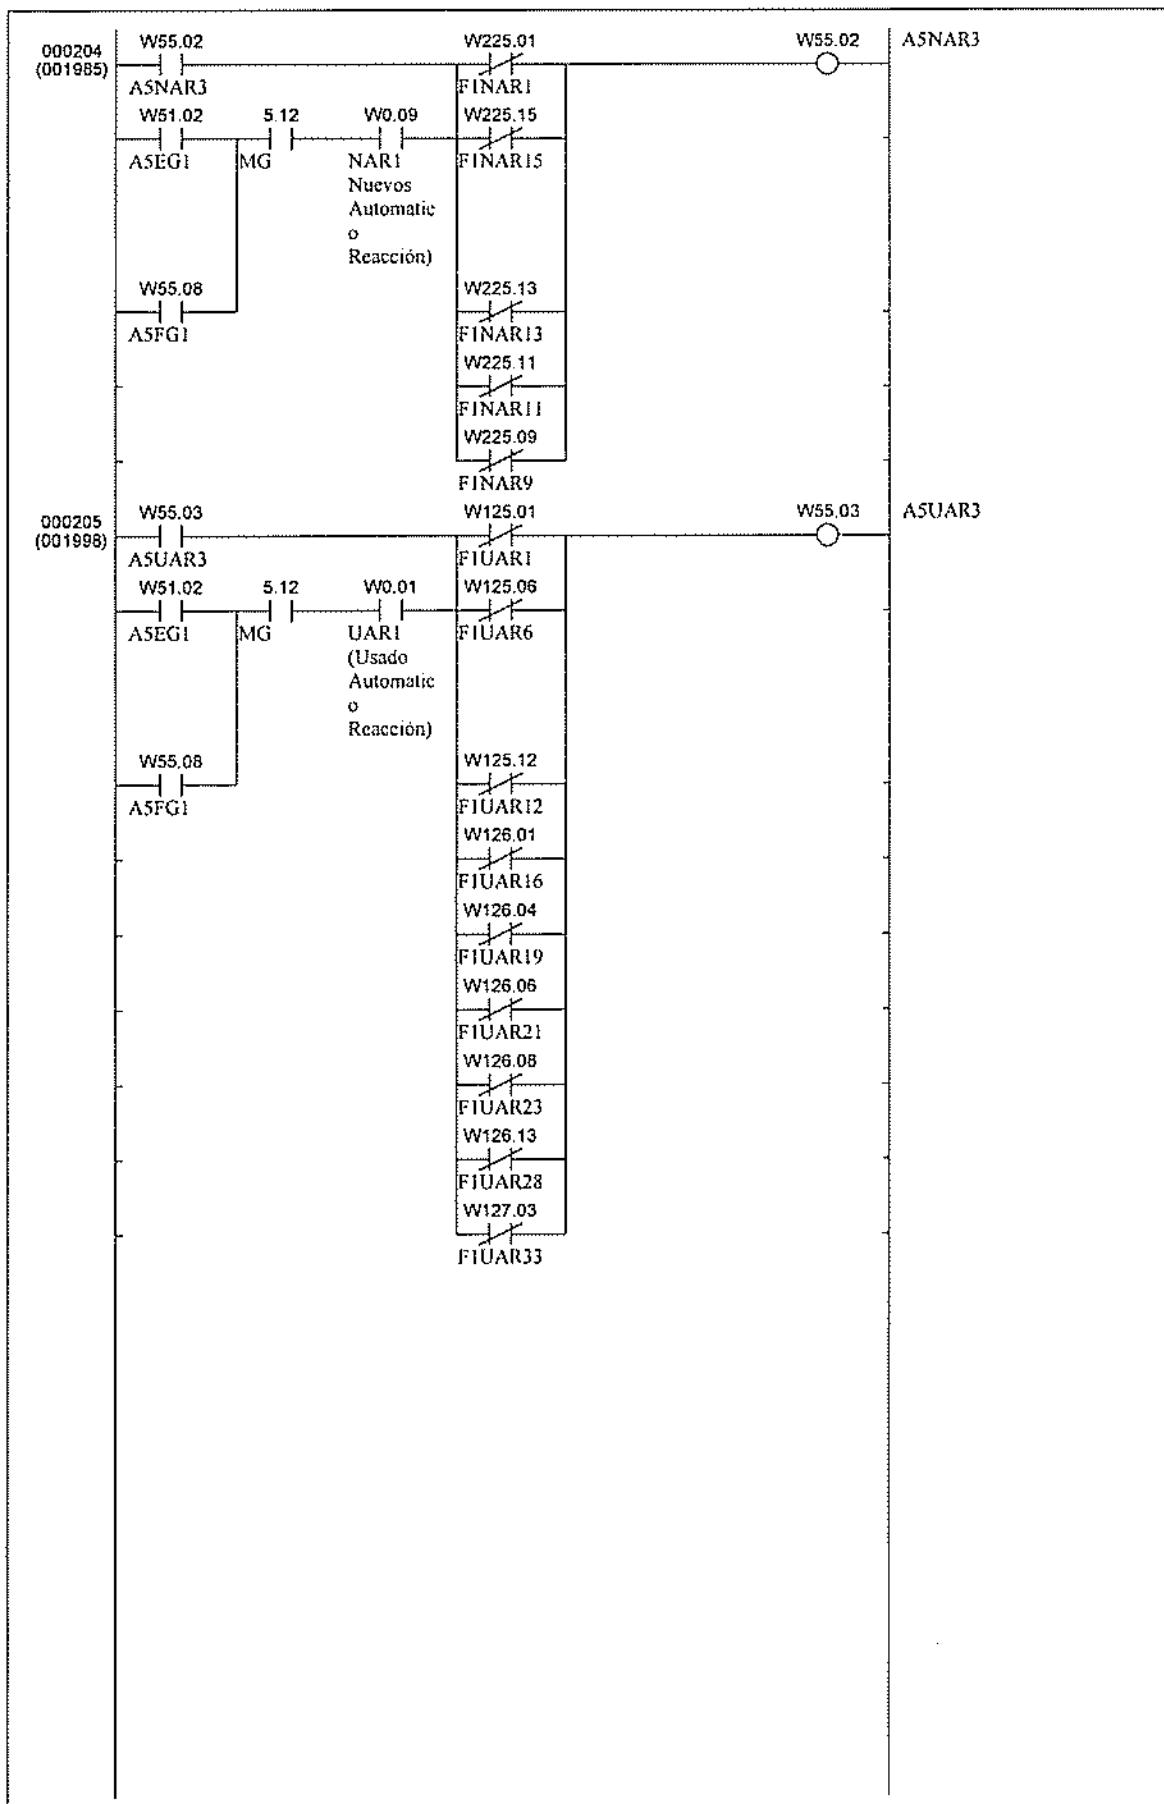 W55.02 W225.01 W55.02 A5NAR3
000204
(001985)
A5NAR3 F1NAR1
W51.02 5.12 W0.09 W225.15
A5EG1 MG NAR1 F1NAR15
Nuevos
Automatic
o
Reacción)
W55.08 W225.13
A5FG1 F1NAR13
W225.11
F1NAR11
W225.09
F1NAR9
W55.03 W125.01 W55.03 A5UAR3
000205
(001998)
A5UAR3 F1UAR1
W51.02 5.12 W0.01 W125.06
A5EG1 MG UAR1 F1UAR6
(Usado
Automatic
o
Reacción)
W55.08 W125.12
A5FG1 F1UAR12
W126.01
F1UAR16
W126.04
F1UAR19
W126.06
F1UAR21
W126.08
F1UAR23
W126.13
F1UAR28
W127.03
F1UAR33